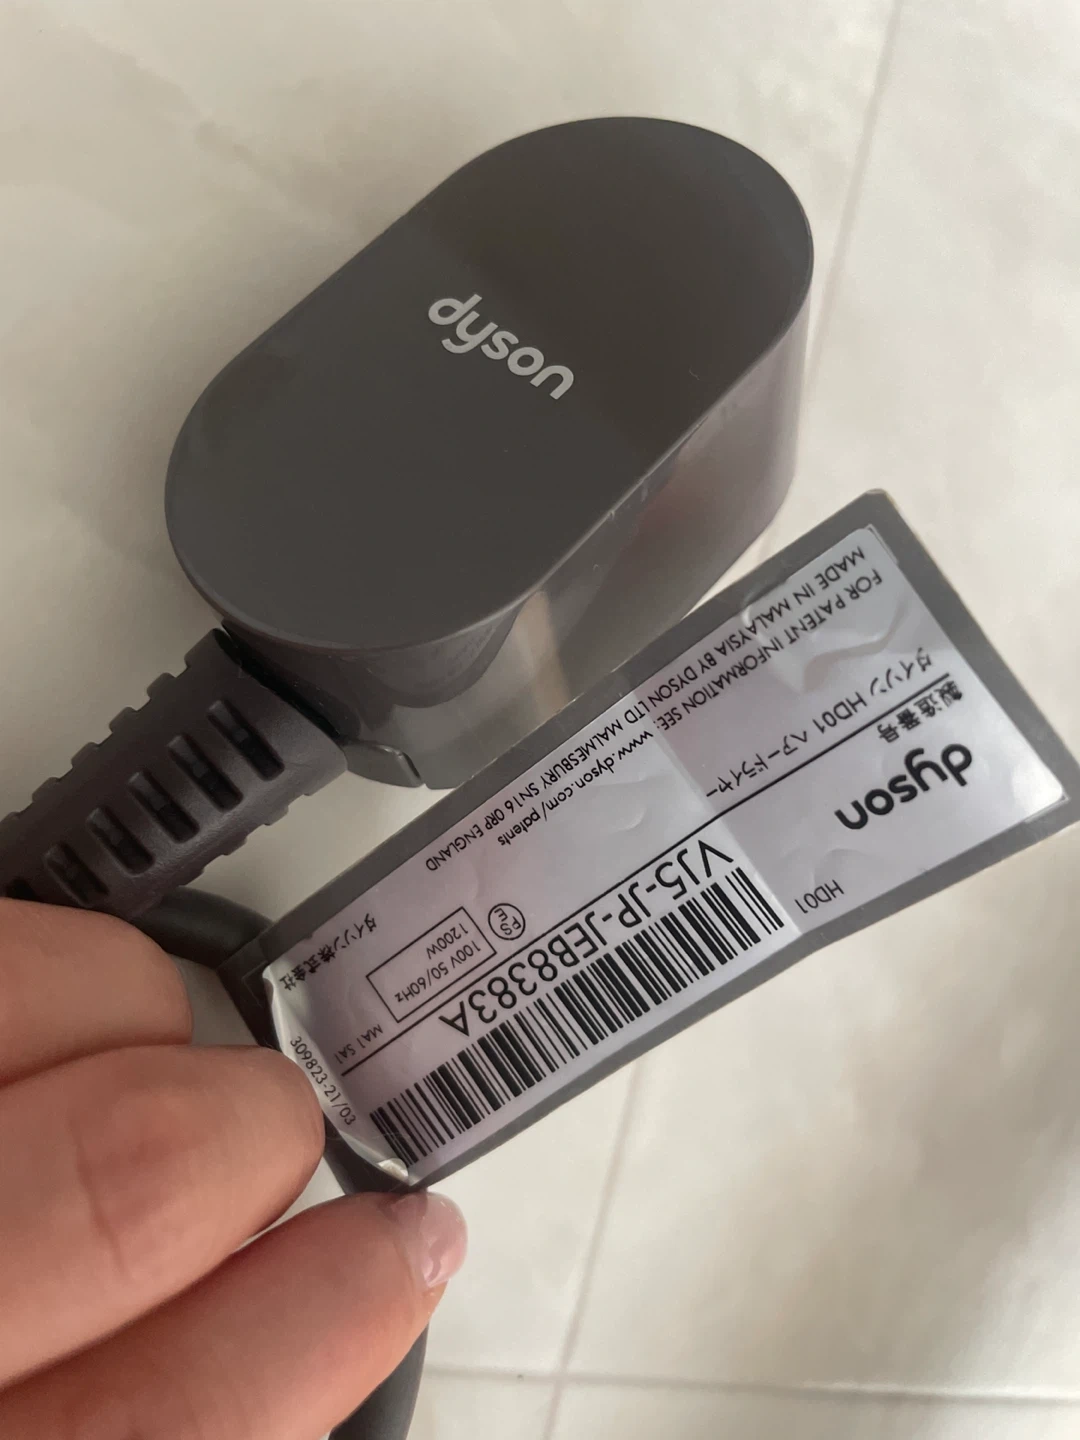 dyson
dyson
HD01
製造番号
VJ5-JP-JEB8383A
ダイソン HD01 ヘアードライヤー
MA1 SA1
100V 50/60Hz
1200W
PS
E
FOR PATENT INFORMATION SEE: www.dyson.com/patents
MADE IN MALAYSIA BY DYSON LTD MALMESBURY SN16 0RP ENGLAND
ダイソン株式会社
309823-21/03